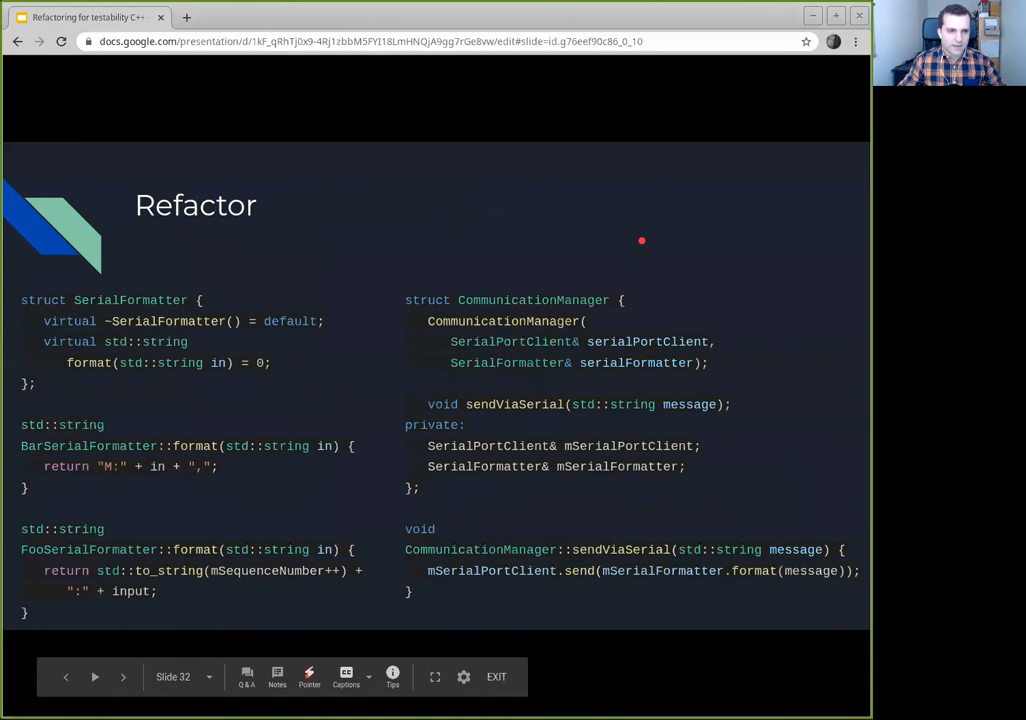 Refactoring for testability C++ -
docs.google.com/presentation/d/1kF_qRhTj0x9-4Rj1zbbM5FYI18LmHNQjA9gg7rGe8vw/edit#slide=id.g76eef90c86_0_10
Refactor
struct SerialFormatter {
virtual ~SerialFormatter() = default;
virtual std::string
format(std::string in) = 0;
};
std::string
BarSerialFormatter::format(std::string in) {
return "M:" + in + ",";
}
std::string
FooSerialFormatter::format(std::string in) {
return std::to_string(mSequenceNumber++) +
":" + input;
}
struct CommunicationManager {
CommunicationManager(
SerialPortClient& serialPortClient,
SerialFormatter& serialFormatter);
void sendViaSerial(std::string message);
private:
SerialPortClient& mSerialPortClient;
SerialFormatter& mSerialFormatter;
};
void
CommunicationManager::sendViaSerial(std::string message) {
mSerialPortClient.send(mSerialFormatter.format(message));
}
Slide 32
Q & A
Notes
Pointer
CC
Captions
Tips
EXIT